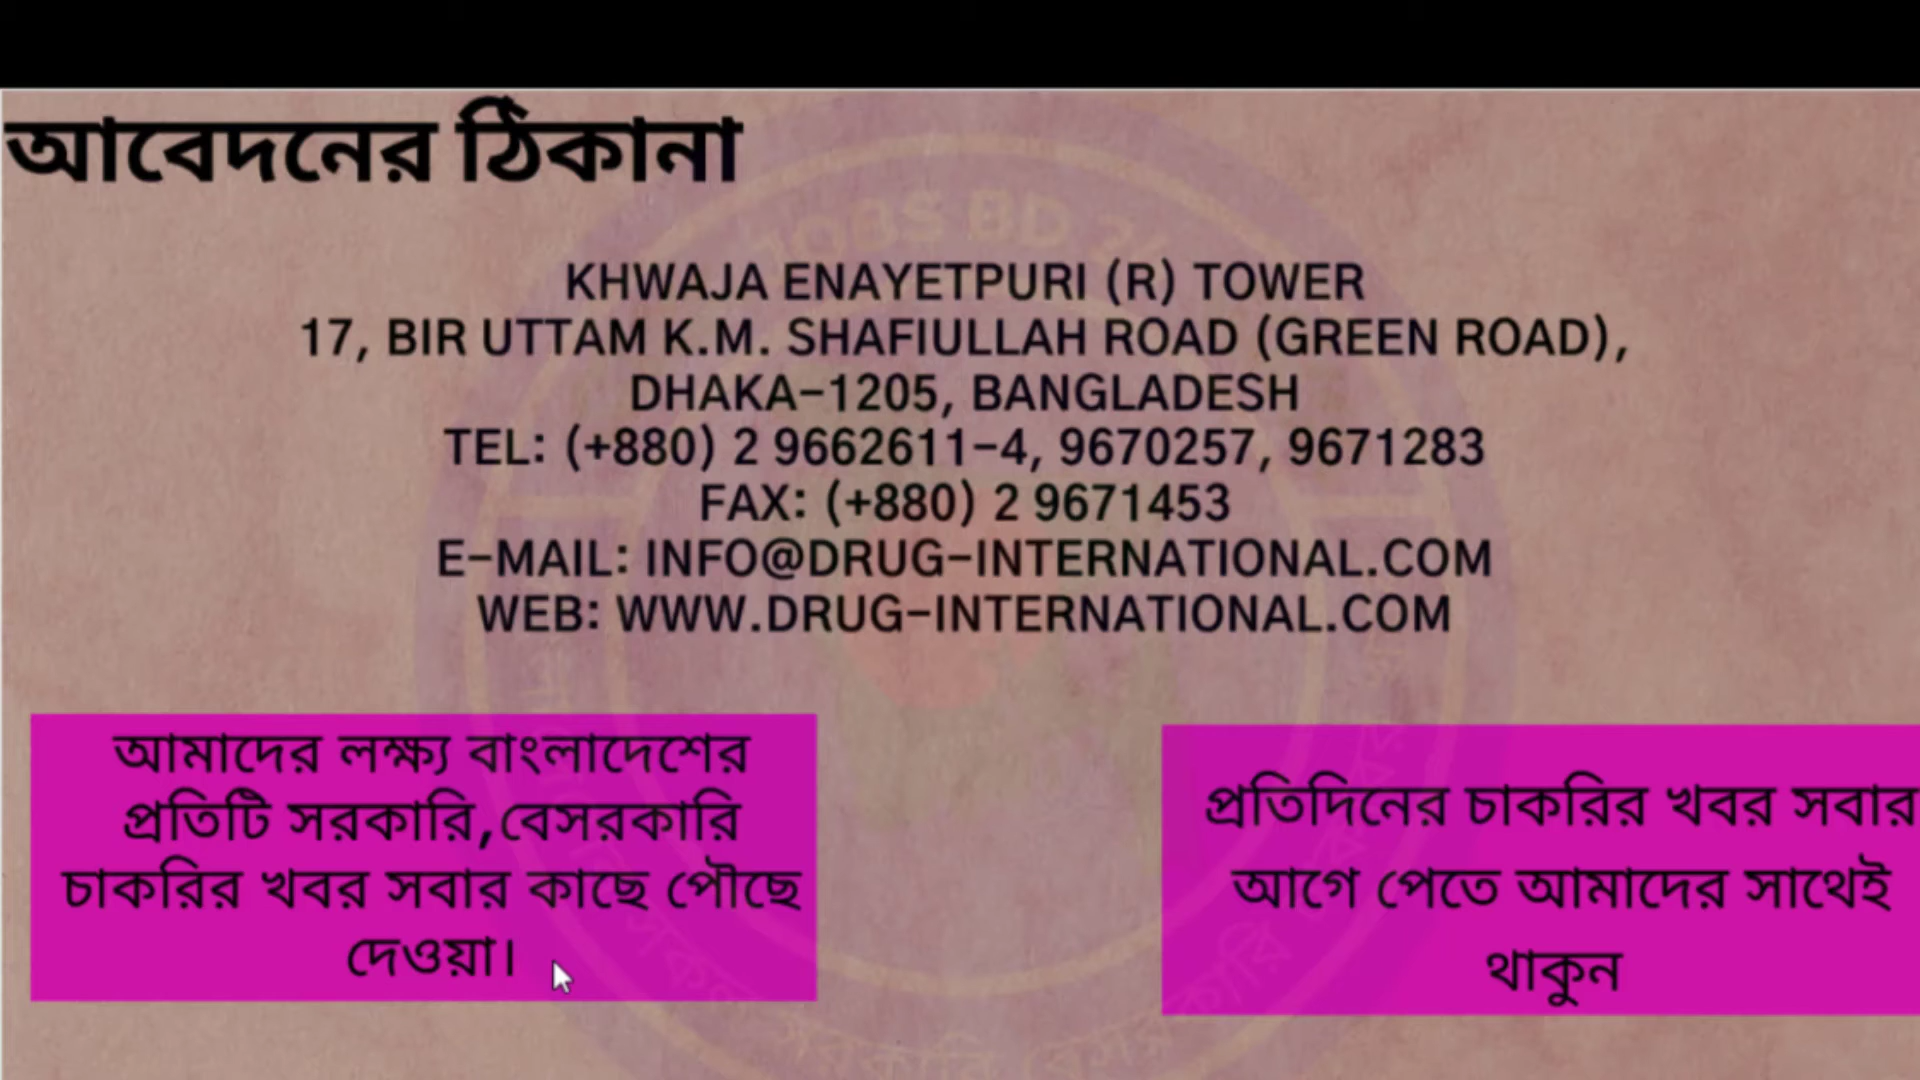 আবেদনের ঠিকানা
KHWAJA ENAYETPURI (R) TOWER
17, BIR UTTAM K.M. SHAFIULLAH ROAD (GREEN ROAD),
DHAKA-1205, BANGLADESH
TEL: (+880) 2 9662611-4, 9670257, 9671283
FAX: (+880) 2 9671453
E-MAIL: INFO@DRUG-INTERNATIONAL.COM
WEB: WWW.DRUG-INTERNATIONAL.COM
আমাদের লক্ষ্য বাংলাদেশের
প্রতিটি সরকারি,বেসরকারি
চাকরির খবর সবার কাছে পৌছে
দেওয়া।
প্রতিদিনের চাকরির খবর সবার
আগে পেতে আমাদের সাথেই
থাকুন
JOBS BD